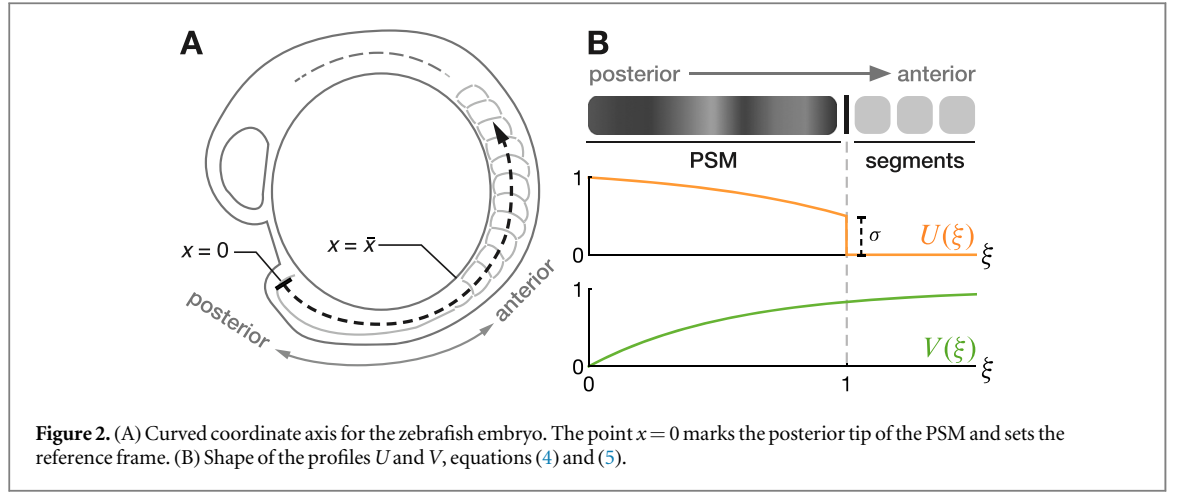 A
x = 0
x = x̄
posterior
anterior
B
posterior
anterior
PSM
segments
1
0
σ
U(ξ)
ξ
1
0
V(ξ)
ξ
0
1
Figure 2. (A) Curved coordinate axis for the zebrafish embryo. The point x = 0 marks the posterior tip of the PSM and sets the
reference frame. (B) Shape of the profiles U and V, equations (4) and (5).